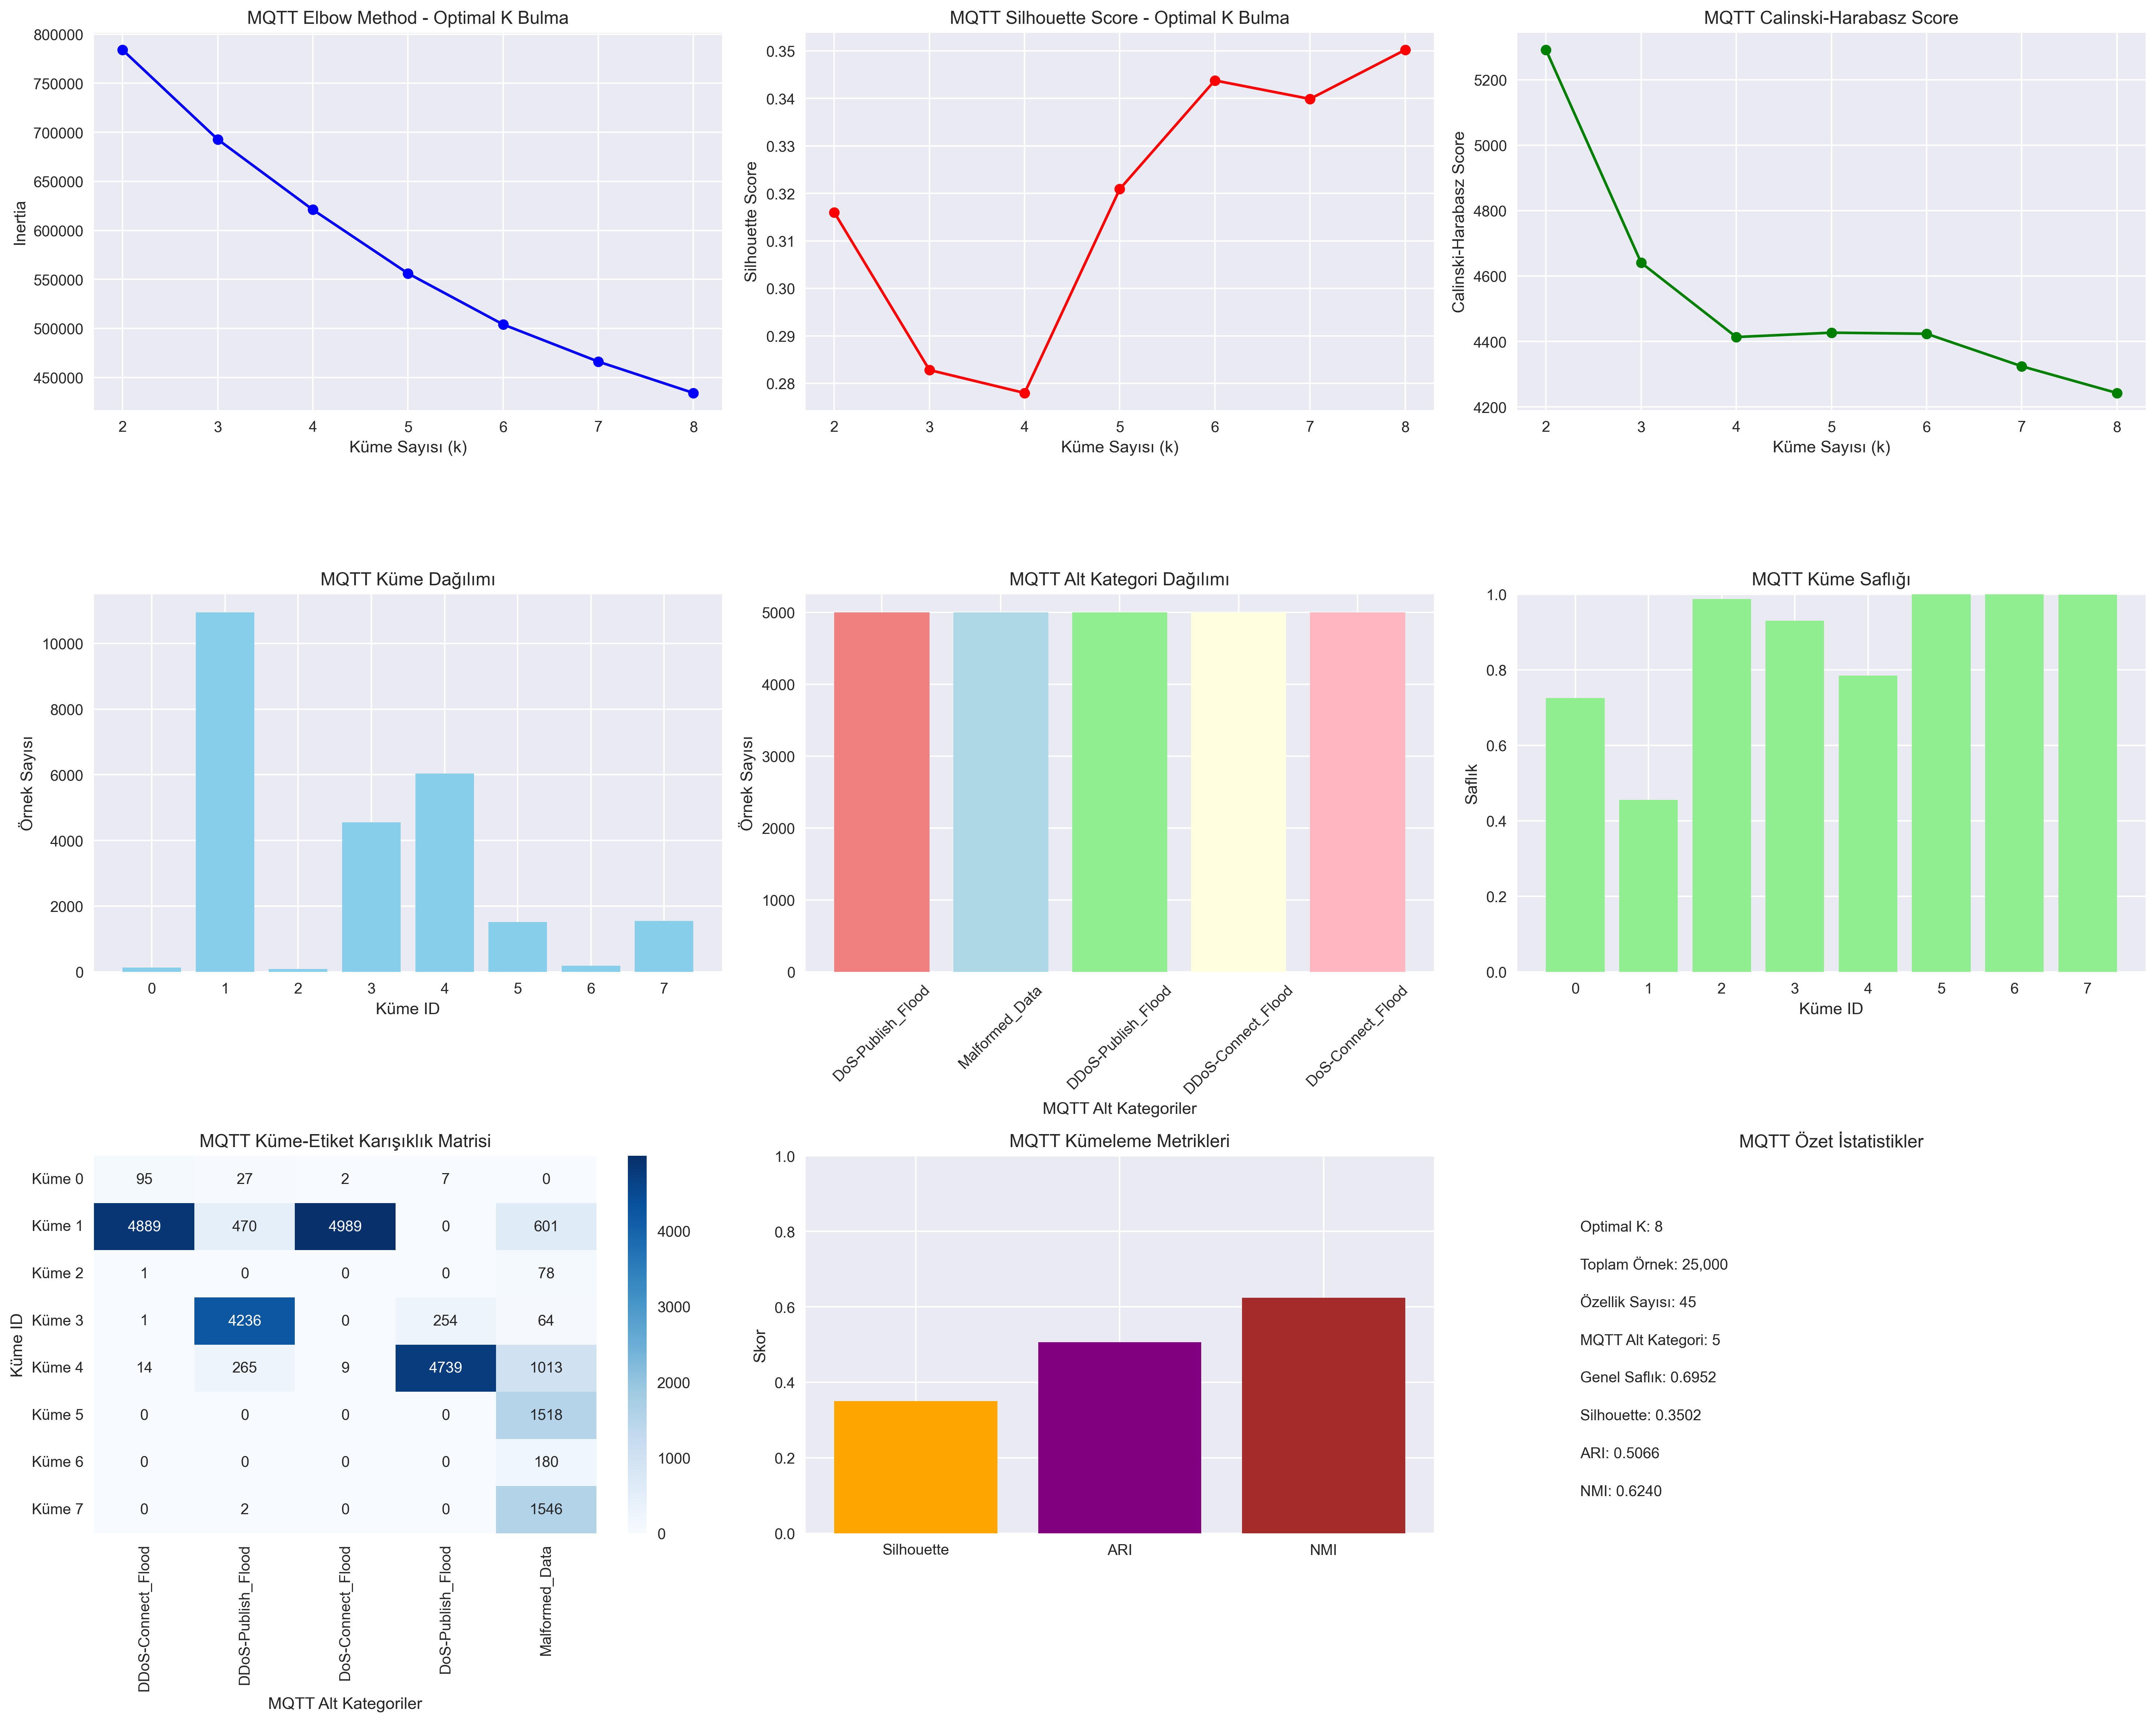 MQTT Elbow Method - Optimal K Bulma
800000
750000
700000
650000
600000
550000
500000
450000
Inertia
2 3 4 5 6 7 8
Küme Sayısı (k)
MQTT Silhouette Score - Optimal K Bulma
0.35
0.34
0.33
0.32
0.31
0.30
0.29
0.28
Silhouette Score
2 3 4 5 6 7 8
Küme Sayısı (k)
MQTT Calinski-Harabasz Score
5200
5000
4800
4600
4400
4200
Calinski-Harabasz Score
2 3 4 5 6 7 8
Küme Sayısı (k)
MQTT Küme Dağılımı
10000
8000
6000
4000
2000
0
Örnek Sayısı
0 1 2 3 4 5 6 7
Küme ID
MQTT Alt Kategori Dağılımı
5000
4000
3000
2000
1000
0
Örnek Sayısı
DoS-Publish_Flood
Malformed_Data
DDoS-Publish_Flood
DDoS-Connect_Flood
DoS-Connect_Flood
MQTT Alt Kategoriler
MQTT Küme Saflığı
1.0
0.8
0.6
0.4
0.2
0.0
Saflık
0 1 2 3 4 5 6 7
Küme ID
MQTT Küme-Etiket Karışıklık Matrisi
Küme ID
Küme 0 95 27 2 7 0
Küme 1 4889 470 4989 0 601
Küme 2 1 0 0 0 78
Küme 3 1 4236 0 254 64
Küme 4 14 265 9 4739 1013
Küme 5 0 0 0 0 1518
Küme 6 0 0 0 0 180
Küme 7 0 2 0 0 1546
DDoS-Connect_Flood
DDoS-Publish_Flood
DoS-Connect_Flood
DoS-Publish_Flood
Malformed_Data
MQTT Alt Kategoriler
4000
3000
2000
1000
0
MQTT Kümeleme Metrikleri
1.0
0.8
0.6
0.4
0.2
0.0
Skor
Silhouette ARI NMI
MQTT Özet İstatistikler
Optimal K: 8
Toplam Örnek: 25,000
Özellik Sayısı: 45
MQTT Alt Kategori: 5
Genel Saflık: 0.6952
Silhouette: 0.3502
ARI: 0.5066
NMI: 0.6240